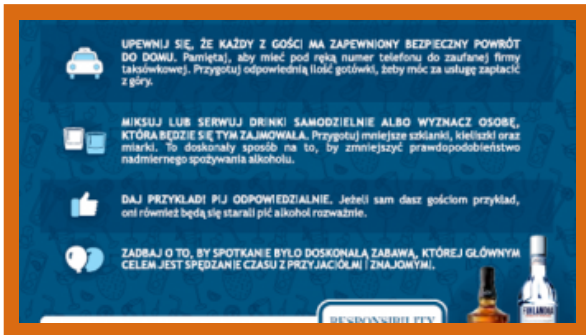 UPEWNIJ SIĘ, ŻE KAŻDY Z GOŚCI MA ZAPEWNIONY BEZPIECZNY POWRÓT
DO DOMU. Pamiętaj, aby mieć pod ręką numer telefonu do zaufanej firmy
taksówkowej. Przygotuj odpowiednią ilość gotówki, żeby móc za usługę zapłacić
z góry.
MIKSUJ LUB SERWUJ DRINKI SAMODZIELNIE ALBO WYZNACZ OSOBĘ,
KTÓRA BĘDZIE SIĘ TYM ZAJMOWAŁA. Przygotuj mniejsze szklanki, kieliszki oraz
miarki. To doskonały sposób na to, by zmniejszyć prawdopodobieństwo
nadmiernego spożywania alkoholu.
DAJ PRZYKŁAD! PIJ ODPOWIEDZIALNIE. Jeżeli sam dasz gościom przykład,
oni również będą się starali pić alkohol rozważnie.
ZADBAJ O TO, BY SPOTKANIE BYŁO DOSKONAŁĄ ZABAWĄ, KTÓREJ GŁÓWNYM
CELEM JEST SPĘDZANIE CZASU Z PRZYJACIÓŁMI I ZNAJOMYMI.
FINLANDIA
RESPONSIBILITY